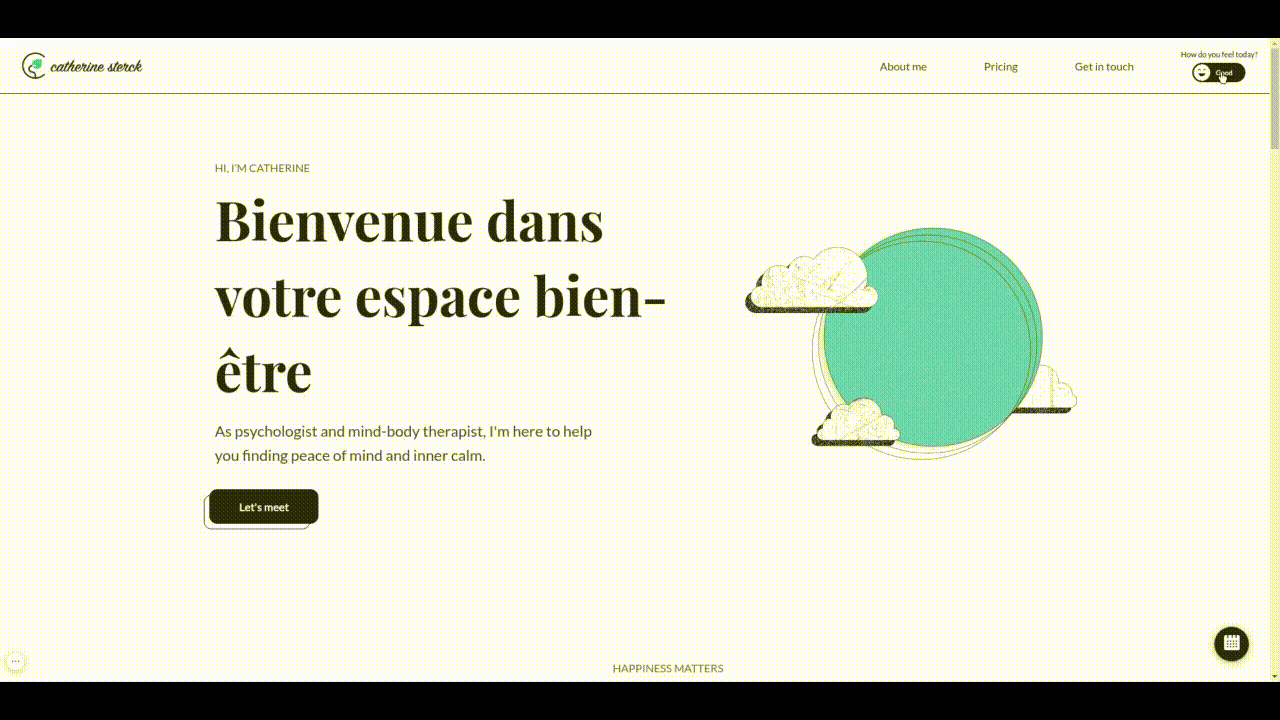 catherine sterck
About me
Pricing
Get in touch
How do you feel today?
Good
HI, I'M CATHERINE
Bienvenue dans
votre espace bien-
être
As psychologist and mind-body therapist, I'm here to help
you finding peace of mind and inner calm.
Let's meet
HAPPINESS MATTERS